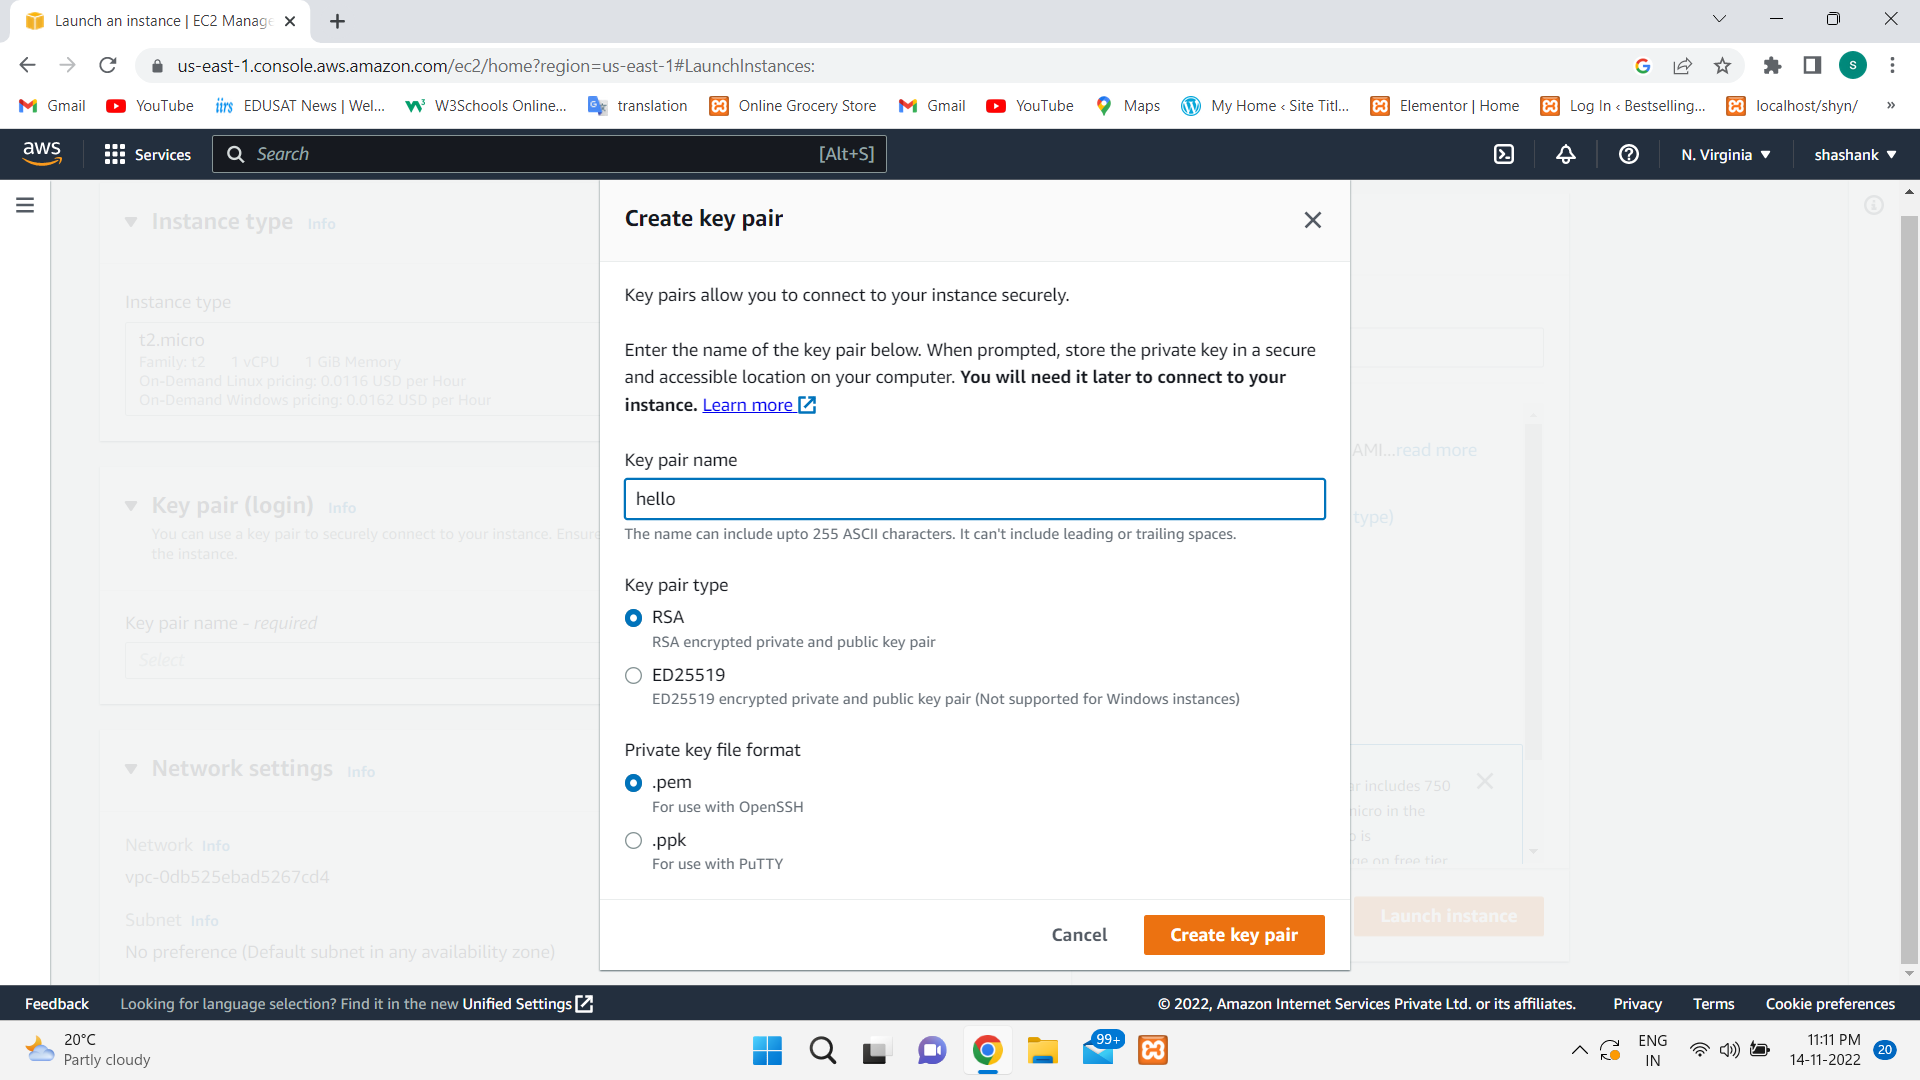 Launch an instance | EC2 Manage
us-east-1.console.aws.amazon.com/ec2/home?region=us-east-1#LaunchInstances:
S
Gmail YouTube EDUSAT News | Wel... W3Schools Online... translation Online Grocery Store Gmail YouTube Maps My Home ‹ Site Titl... Elementor | Home Log In ‹ Bestselling... localhost/shyn/ »
aws Services Search [Alt+S] N. Virginia ▼ shashank ▼
Instance type Info
Instance type
t2.micro
Family: t2 1 vCPU 1 GiB Memory
On-Demand Linux pricing: 0.0116 USD per Hour
On-Demand Windows pricing: 0.0162 USD per Hour
Key pair (login) Info
You can use a key pair to securely connect to your instance. Ensure
the instance.
Key pair name - required
Select
Network settings Info
Network Info
vpc-0db525ebad5267cd4
Subnet Info
No preference (Default subnet in any availability zone)
Create key pair
Key pairs allow you to connect to your instance securely.
Enter the name of the key pair below. When prompted, store the private key in a secure
and accessible location on your computer. You will need it later to connect to your
instance. Learn more
Key pair name
hello
The name can include upto 255 ASCII characters. It can't include leading or trailing spaces.
Key pair type
RSA
RSA encrypted private and public key pair
ED25519
ED25519 encrypted private and public key pair (Not supported for Windows instances)
Private key file format
.pem
For use with OpenSSH
.ppk
For use with PuTTY
Cancel Create key pair
AMI...read more
type)
includes 750
micro in the
is
on free tier
Launch instance
Feedback Looking for language selection? Find it in the new Unified Settings © 2022, Amazon Internet Services Private Ltd. or its affiliates. Privacy Terms Cookie preferences
20°C
Partly cloudy
99+
ENG
IN
11:11 PM
14-11-2022
20